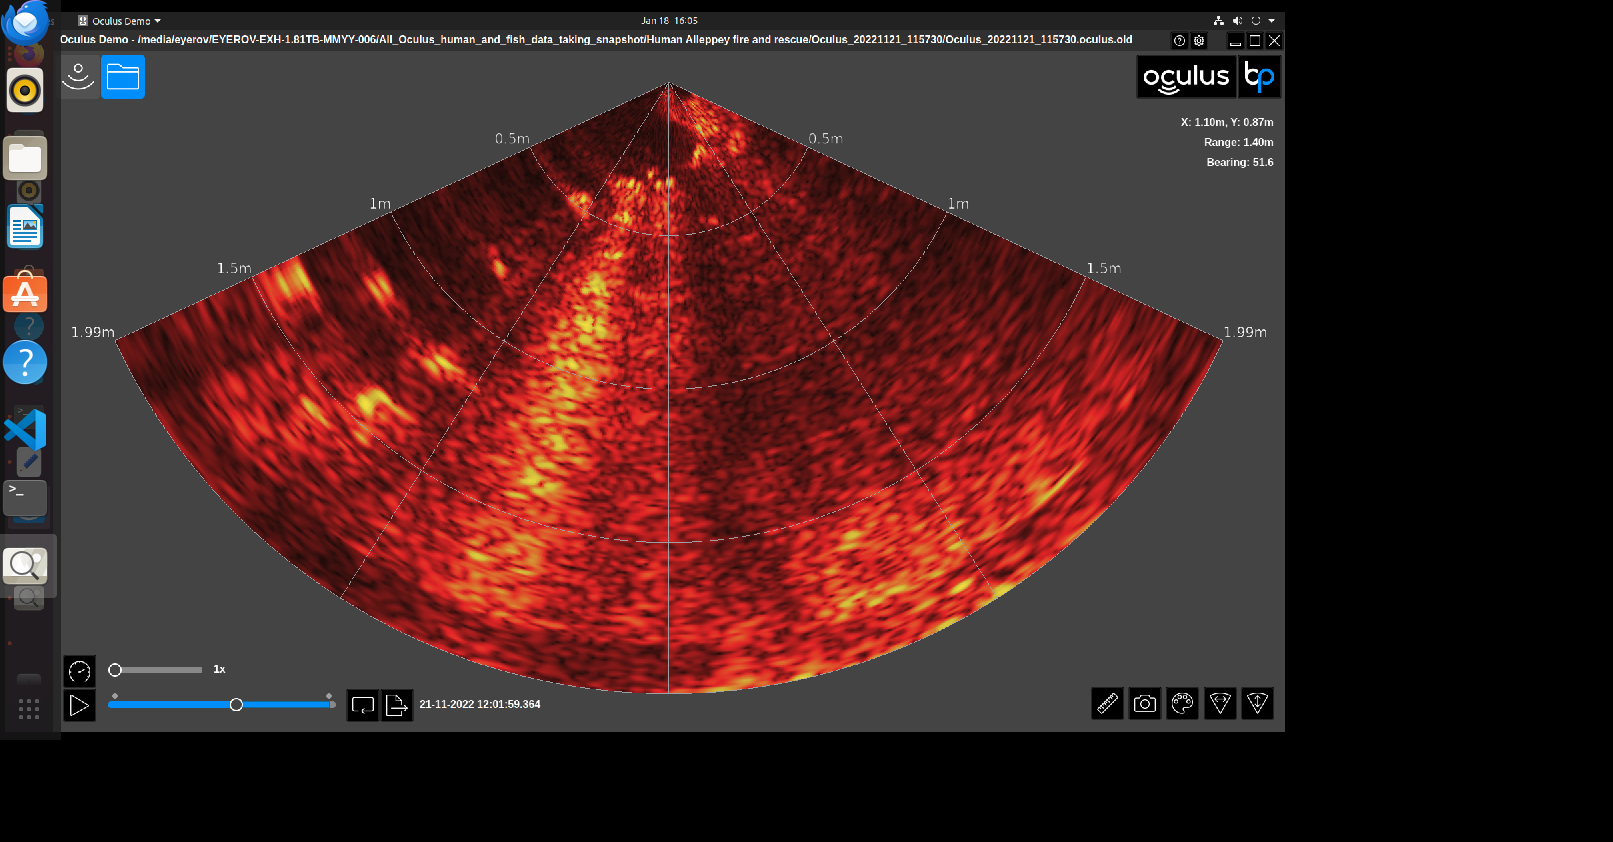 Oculus Demo
Jan 18 16:05
Oculus Demo - /media/eyerov/EYEROV-EXH-1.81TB-MMYY-006/All_Oculus_human_and_fish_data_taking_snapshot/Human Alleppey fire and rescue/Oculus_20221121_115730/Oculus_20221121_115730.oculus.old
oculus bp
X: 1.10m, Y: 0.87m
Range: 1.40m
Bearing: 51.6
0.5m 0.5m
1m 1m
1.5m 1.5m
1.99m 1.99m
1x
21-11-2022 12:01:59.364